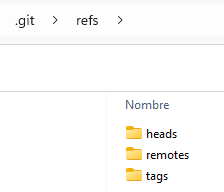 .git > refs >
Nombre
heads
remotes
tags